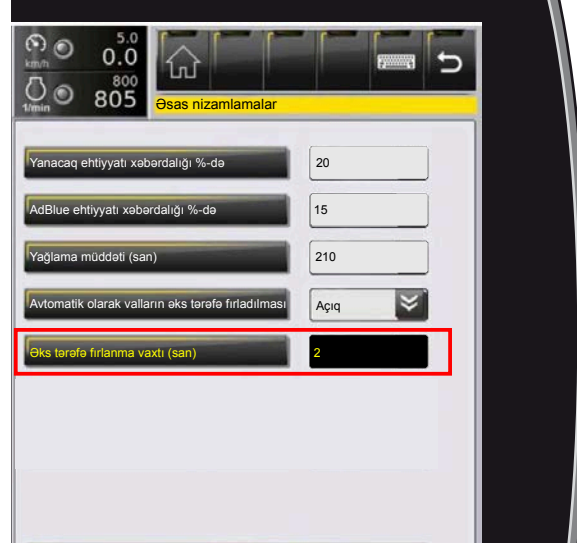 5.0
km/h 0.0
800
1/min 805
Əsas nizamlamalar
Yanacaq ehtiyyatı xəbərdalığı %-də 20
AdBlue ehtiyyatı xəbərdalığı %-də 15
Yağlama müddəti (san) 210
Avtomatik olarak valların əks tərəfə fırladılması Açıq
Əks tərəfə fırlanma vaxtı (san) 2